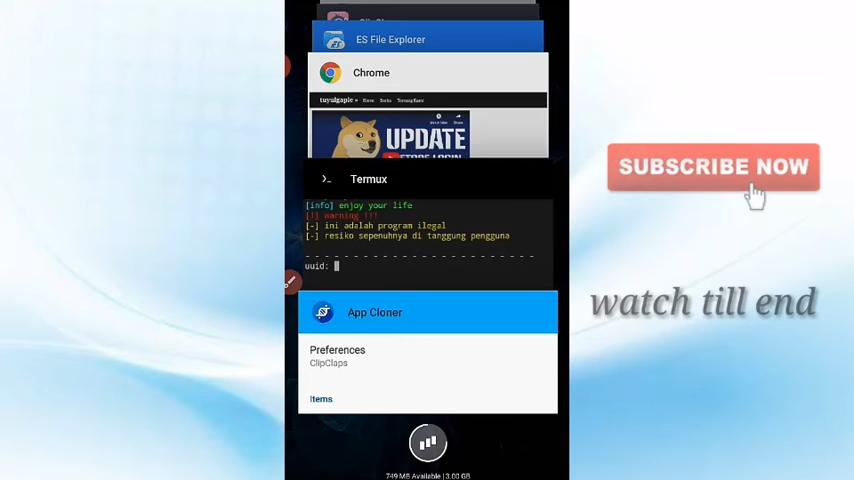 ES File Explorer
Chrome
tuyulgaple
UPDATE
Termux
[info] enjoy your life
[!] warning !!!
[-] ini adalah program ilegal
[-] resiko sepenuhnya di tanggung pengguna
- - - - - - - - - - - - - - - - - - - - - - - -
uuid:
App Cloner
Preferences
ClipClaps
Items
749 MB Available | 3.00 GB
SUBSCRIBE NOW
watch till end